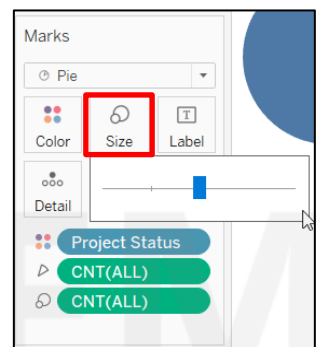 Marks
Pie
Color Size Label
Detail
Project Status
CNT(ALL)
CNT(ALL)